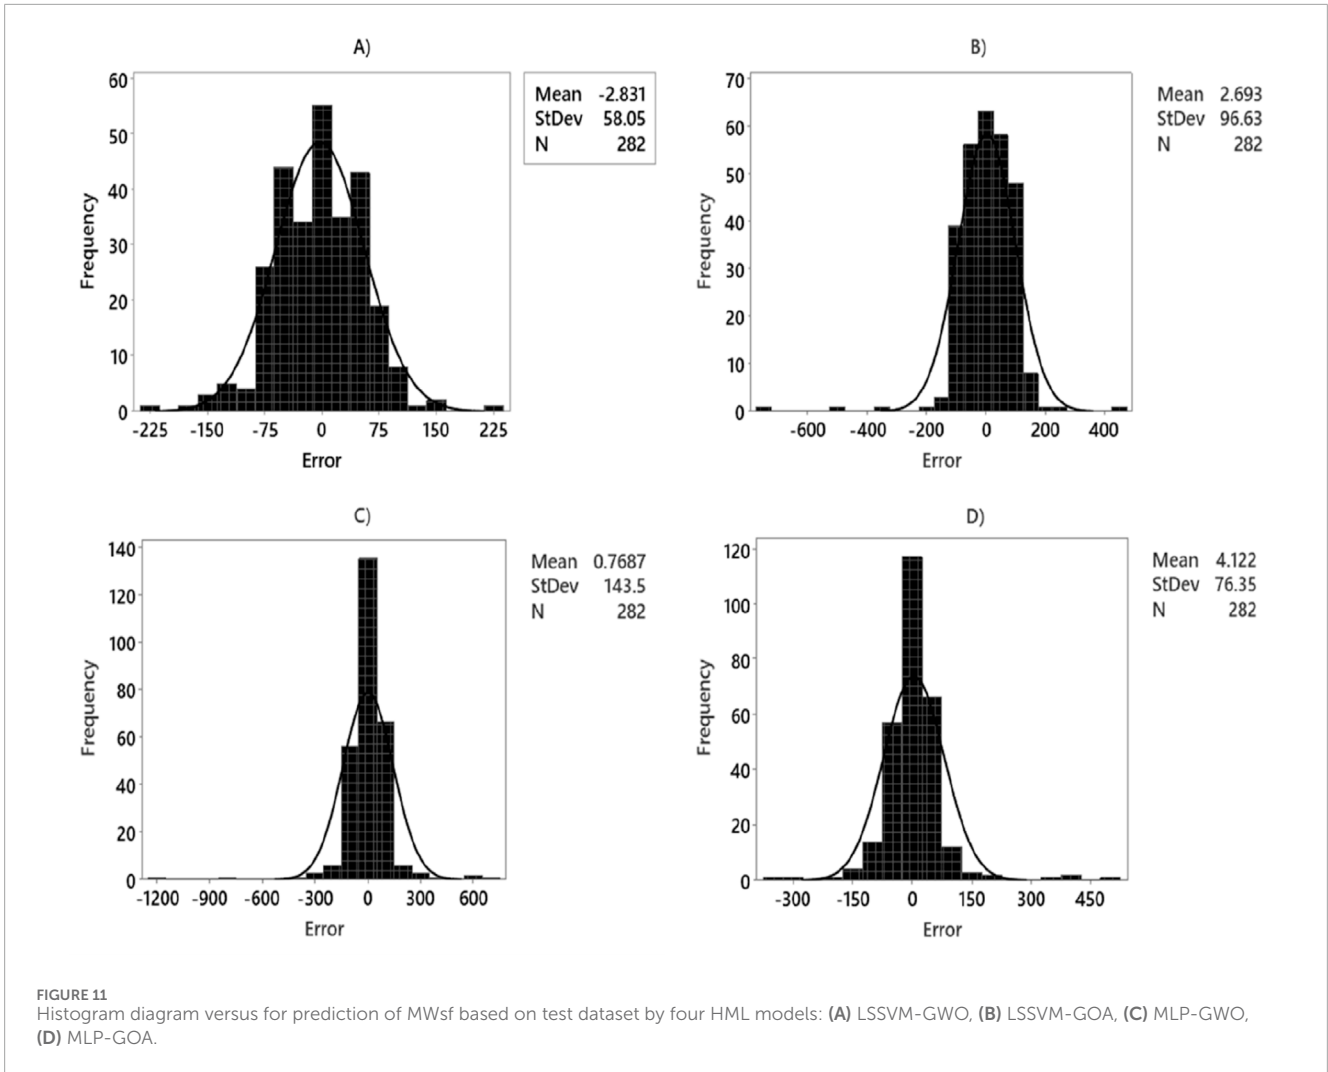 A)
60
50
40
30
20
10
0
Frequency
-225 -150 -75 0 75 150 225
Error
Mean -2.831
StDev 58.05
N 282
B)
70
60
50
40
30
20
10
0
Frequency
-600 -400 -200 0 200 400
Error
Mean 2.693
StDev 96.63
N 282
C)
140
120
100
80
60
40
20
0
Frequency
-1200 -900 -600 -300 0 300 600
Error
Mean 0.7687
StDev 143.5
N 282
D)
120
100
80
60
40
20
0
Frequency
-300 -150 0 150 300 450
Error
Mean 4.122
StDev 76.35
N 282
FIGURE 11
Histogram diagram versus for prediction of MWsf based on test dataset by four HML models: (A) LSSVM-GWO, (B) LSSVM-GOA, (C) MLP-GWO,
(D) MLP-GOA.